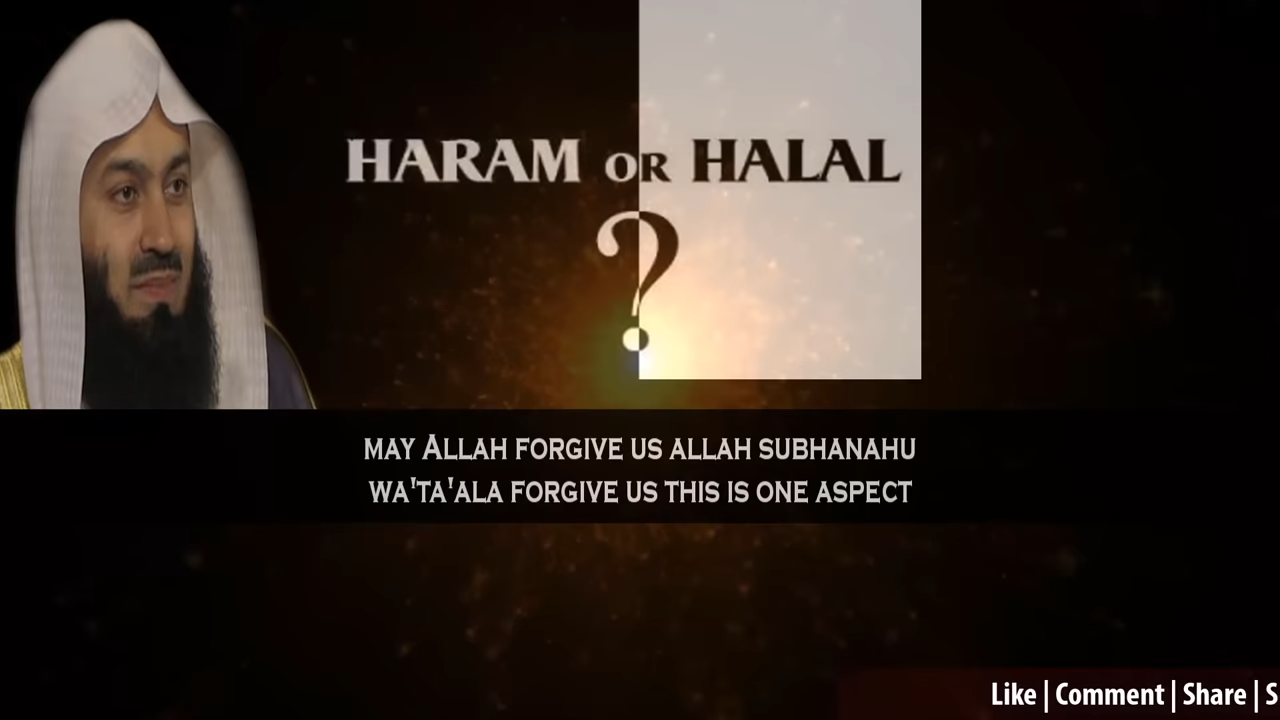 HARAM OR HALAL
?
MAY ALLAH FORGIVE US ALLAH SUBHANAHU
WA'TA'ALA FORGIVE US THIS IS ONE ASPECT
Like | Comment | Share | S